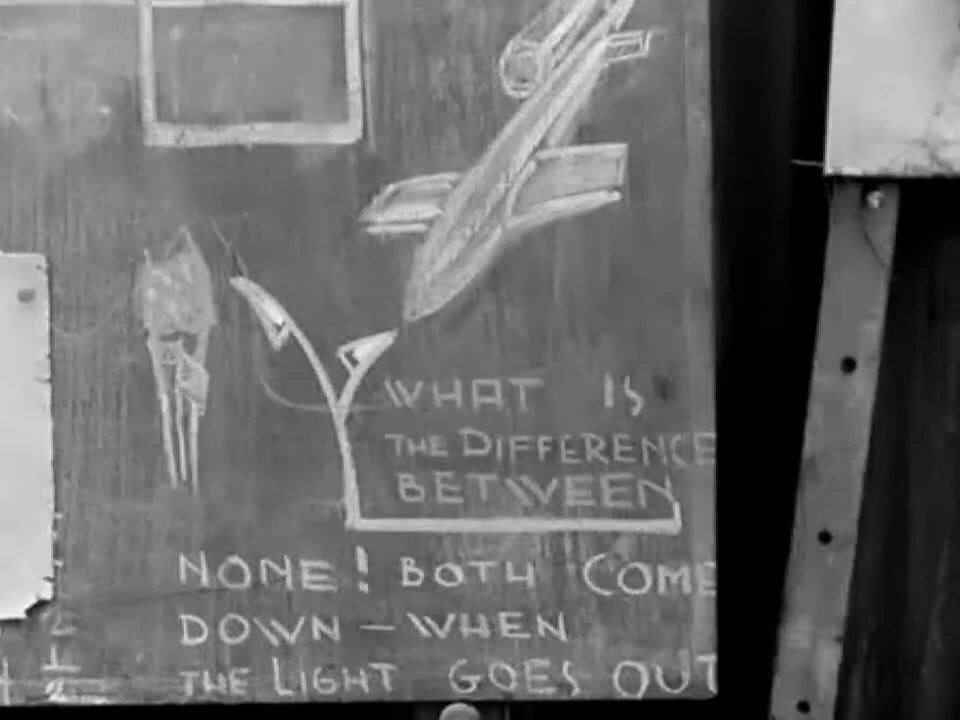 WHAT IS
THE DIFFERENCE
BETWEEN
NONE! BOTH COME
DOWN - WHEN
THE LIGHT GOES OUT